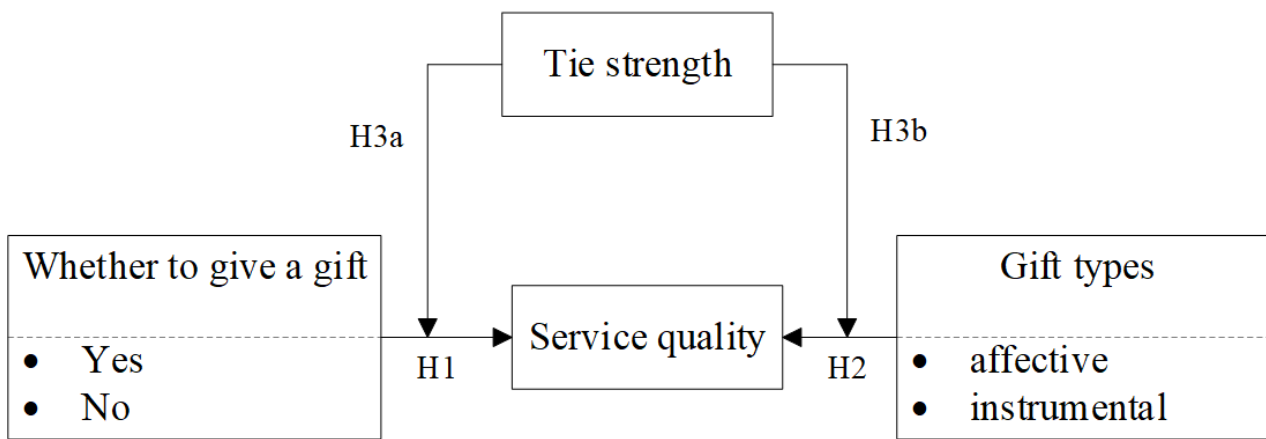 Tie strength
H3a
H3b
Whether to give a gift
• Yes
• No
H1
Service quality
H2
Gift types
• affective
• instrumental